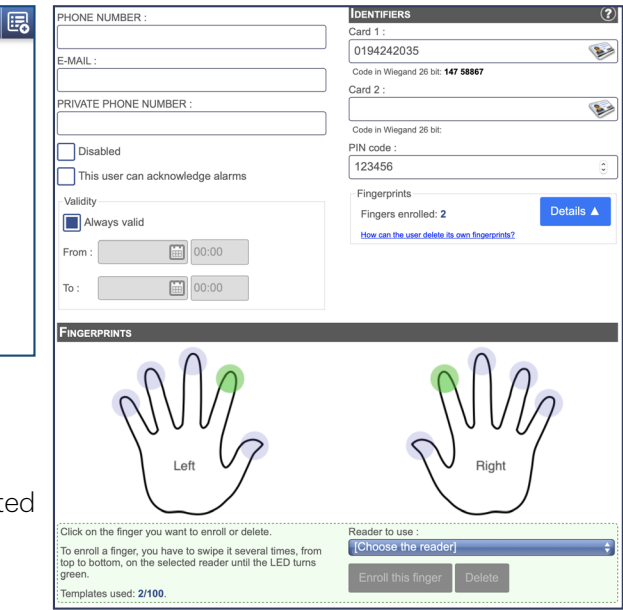 PHONE NUMBER :
E-MAIL :
PRIVATE PHONE NUMBER :
Disabled
This user can acknowledge alarms
Validity
Always valid
From :
00:00
To :
00:00
IDENTIFIERS
?
Card 1 :
0194242035
Code in Wiegand 26 bit: 147 58867
Card 2 :
Code in Wiegand 26 bit:
PIN code :
123456
Fingerprints
Fingers enrolled: 2
Details ▲
How can the user delete its own fingerprints?
FINGERPRINTS
Left
Right
Click on the finger you want to enroll or delete.
To enroll a finger, you have to swipe it several times, from
top to bottom, on the selected reader until the LED turns
green.
Templates used: 2/100.
Reader to use :
[Choose the reader]
Enroll this finger
Delete